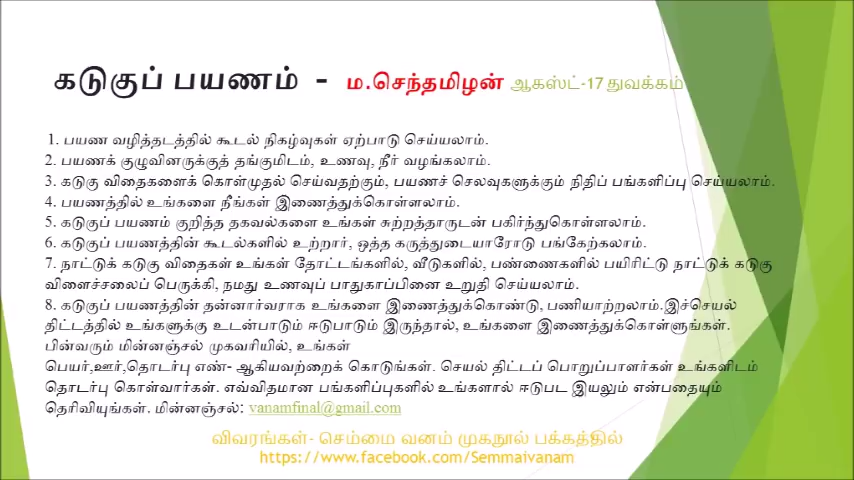 கடுகுப் பயணம் - ம.செந்தமிழன் ஆகஸ்ட்-17 துவக்கம்
1. பயண வழித்தடத்தில் கூடல் நிகழ்வுகள் ஏற்பாடு செய்யலாம்.
2. பயணக் குழுவினருக்குத் தங்குமிடம், உணவு, நீர் வழங்கலாம்.
3. கடுகு விதைகளைக் கொள்முதல் செய்வதற்கும், பயணச் செலவுகளுக்கும் நிதிப் பங்களிப்பு செய்யலாம்.
4. பயணத்தில் உங்களை நீங்கள் இணைத்துக்கொள்ளலாம்.
5. கடுகுப் பயணம் குறித்த தகவல்களை உங்கள் சுற்றத்தாருடன் பகிர்ந்துகொள்ளலாம்.
6. கடுகுப் பயணத்தின் கூடல்களில் உற்றார், ஒத்த கருத்துடையாரோடு பங்கேற்கலாம்.
7. நாட்டுக் கடுகு விதைகள் உங்கள் தோட்டங்களில், வீடுகளில், பண்ணைகளில் பயிரிட்டு நாட்டுக் கடுகு
விளைச்சலைப் பெருக்கி, நமது உணவுப் பாதுகாப்பினை உறுதி செய்யலாம்.
8. கடுகுப் பயணத்தின் தன்னார்வராக உங்களை இணைத்துக்கொண்டு, பணியாற்றலாம்.இச்செயல்
திட்டத்தில் உங்களுக்கு உடன்பாடும் ஈடுபாடும் இருந்தால், உங்களை இணைத்துக்கொள்ளுங்கள்.
பின்வரும் மின்னஞ்சல் முகவரியில், உங்கள்
பெயர்,ஊர்,தொடர்பு எண்- ஆகியவற்றைக் கொடுங்கள். செயல் திட்டப் பொறுப்பாளர்கள் உங்களிடம்
தொடர்பு கொள்வார்கள். எவ்விதமான பங்களிப்புகளில் உங்களால் ஈடுபட இயலும் என்பதையும்
தெரிவியுங்கள். மின்னஞ்சல்: vanamfinal@gmail.com
விவரங்கள்- செம்மை வனம் முகநூல் பக்கத்தில்
https://www.facebook.com/Semmaivanam